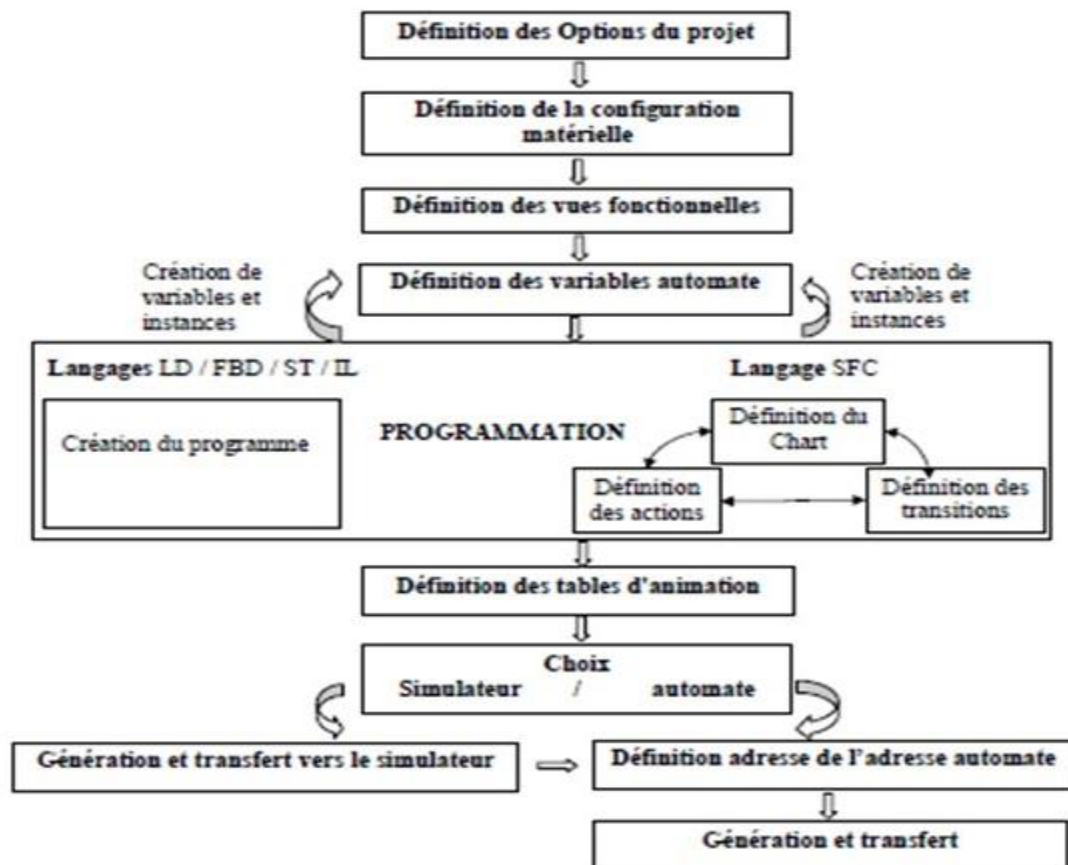 Définition des Options du projet
Définition de la configuration
matérielle
Définition des vues fonctionnelles
Création de
variables et
instances
Définition des variables automate
Création de
variables et
instances
Langages LD / FBD / ST / IL
Langage SFC
Création du programme
PROGRAMMATION
Définition du
Chart
Définition
des actions
Définition des
transitions
Définition des tables d'animation
Choix
Simulateur / automate
Génération et transfert vers le simulateur
Définition adresse de l'adresse automate
Génération et transfert